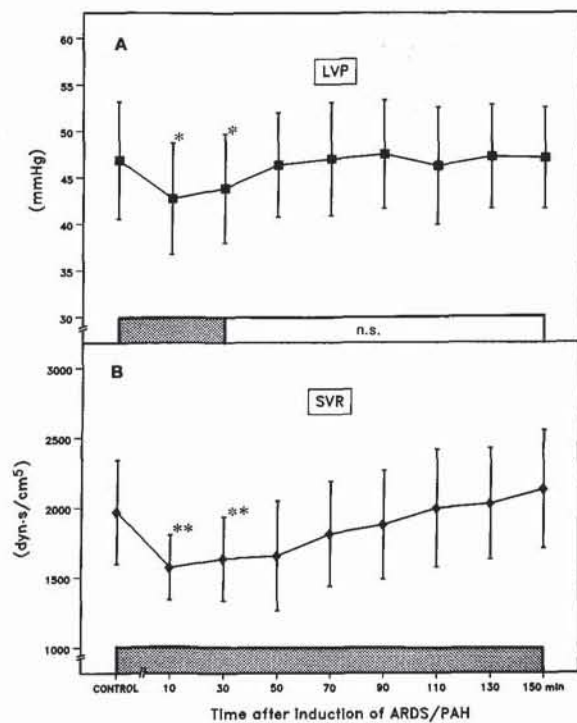 60
A
LVP
55
* *
50
(mmHg)
45
40
35
30
n.s.
3000
B
SVR
2500
(dyn·s/cm⁵)
** **
2000
1500
1000
CONTROL 10 30 50 70 90 110 130 150 min
Time after induction of ARDS/PAH